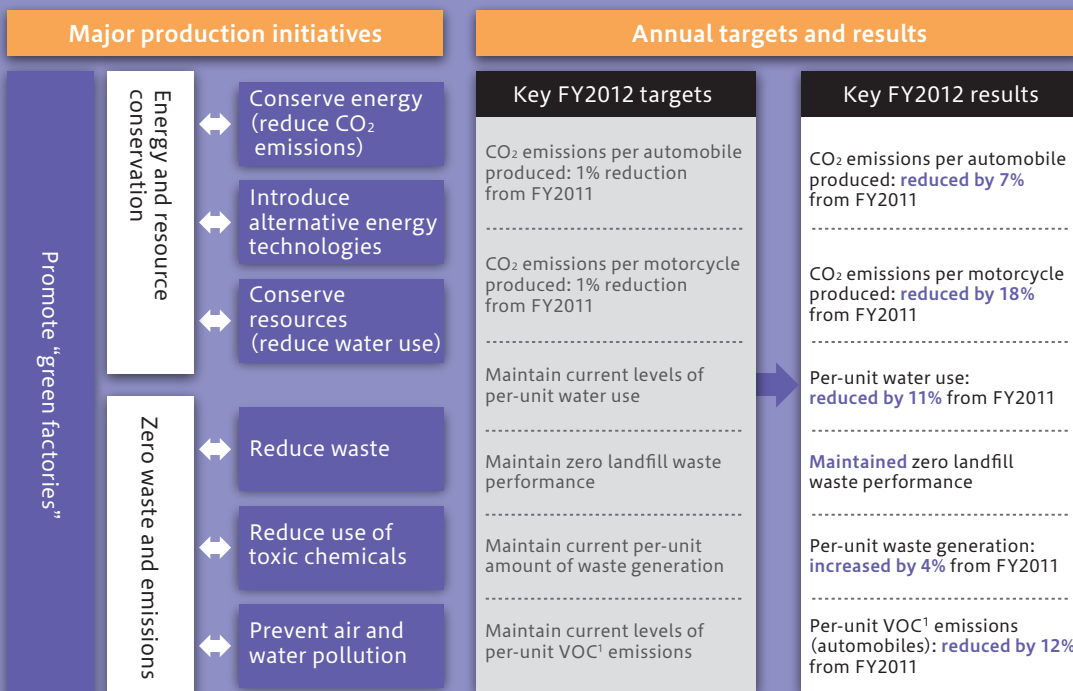 Major production initiatives
Annual targets and results
Promote “green factories”
Energy and resource
conservation
Conserve energy
(reduce CO₂
emissions)
Introduce
alternative energy
technologies
Conserve
resources
(reduce water use)
Zero waste and emissions
Reduce waste
Reduce use of
toxic chemicals
Prevent air and
water pollution
Key FY2012 targets
CO₂ emissions per automobile
produced: 1% reduction
from FY2011
CO₂ emissions per motorcycle
produced: 1% reduction
from FY2011
Maintain current levels of
per-unit water use
Maintain zero landfill waste
performance
Maintain current per-unit
amount of waste generation
Maintain current levels of
per-unit VOC¹ emissions
Key FY2012 results
CO₂ emissions per automobile
produced: reduced by 7%
from FY2011
CO₂ emissions per motorcycle
produced: reduced by 18%
from FY2011
Per-unit water use:
reduced by 11% from FY2011
Maintained zero landfill
waste performance
Per-unit waste generation:
increased by 4% from FY2011
Per-unit VOC¹ emissions
(automobiles): reduced by 12%
from FY2011